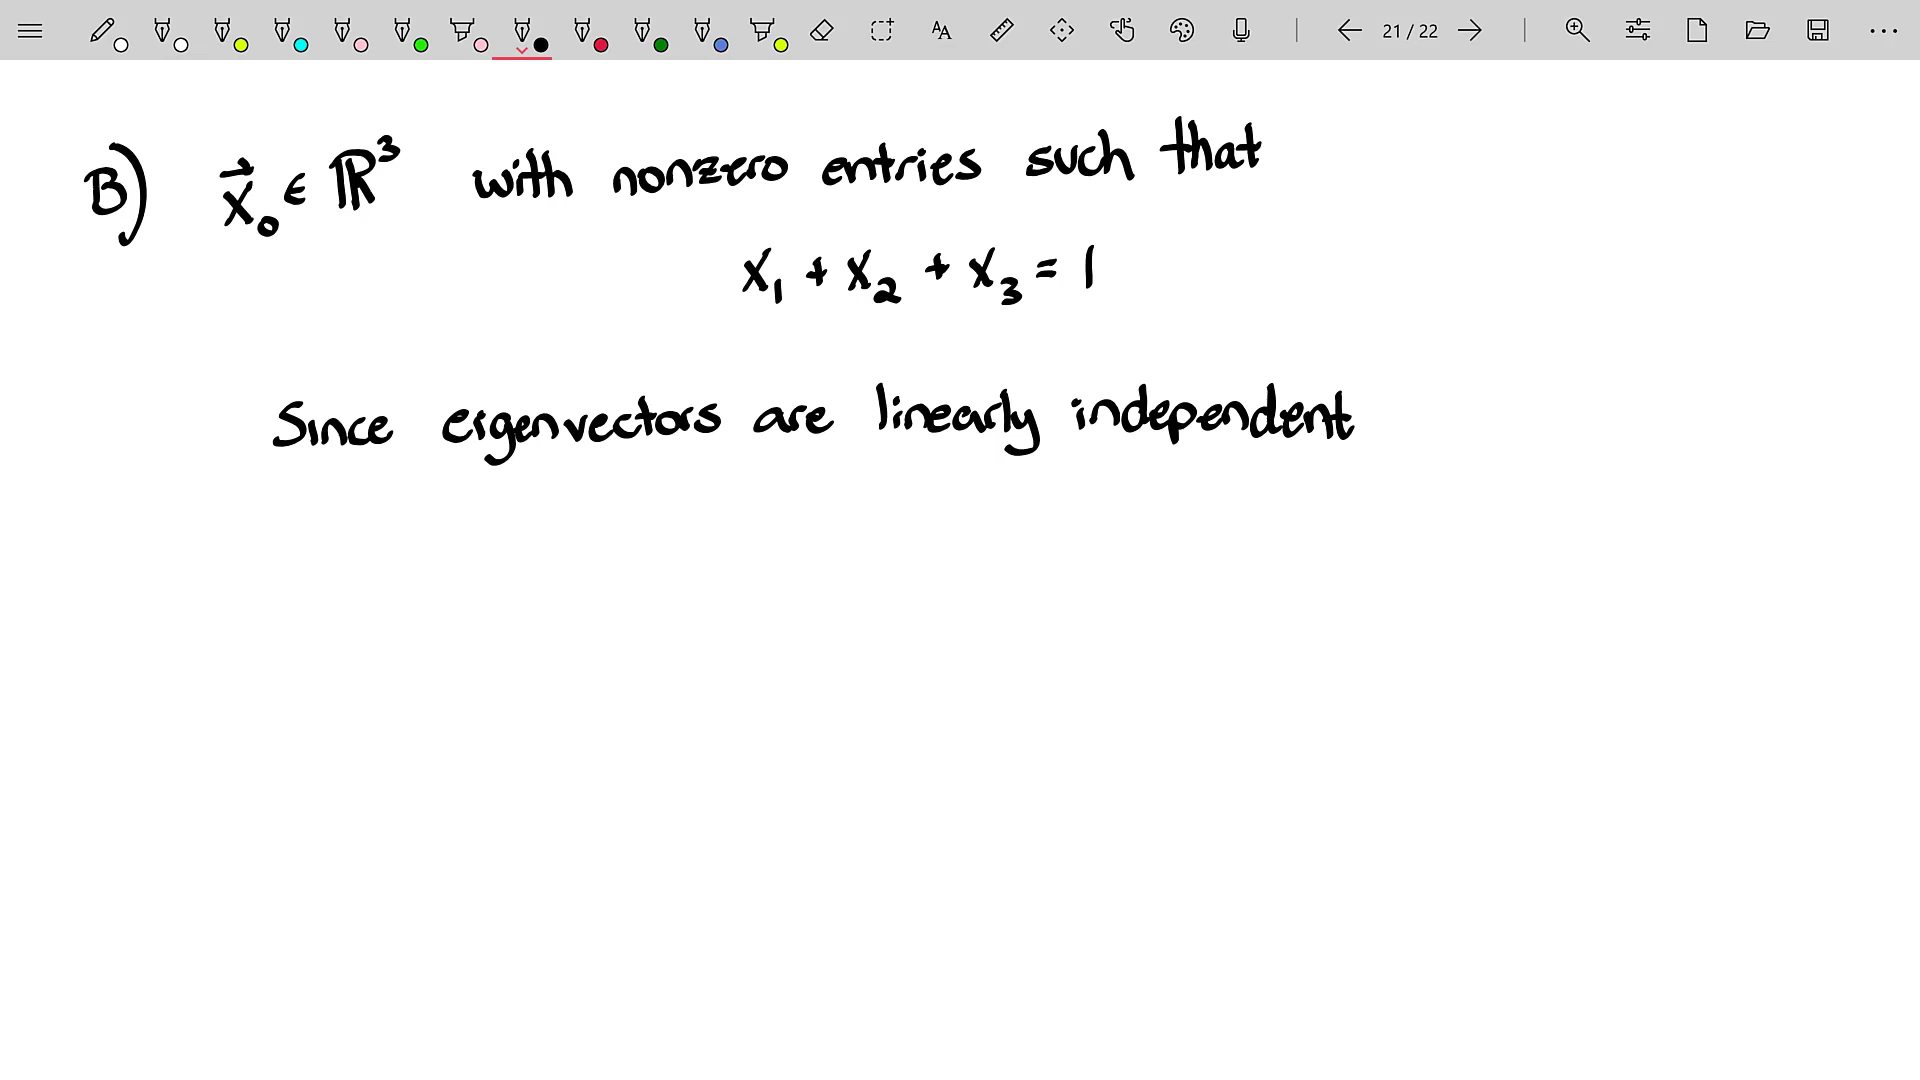 21 / 22
B) x⃗₀ ∈ ℝ³ with nonzero entries such that
x₁ + x₂ + x₃ = 1
Since eigenvectors are linearly independent